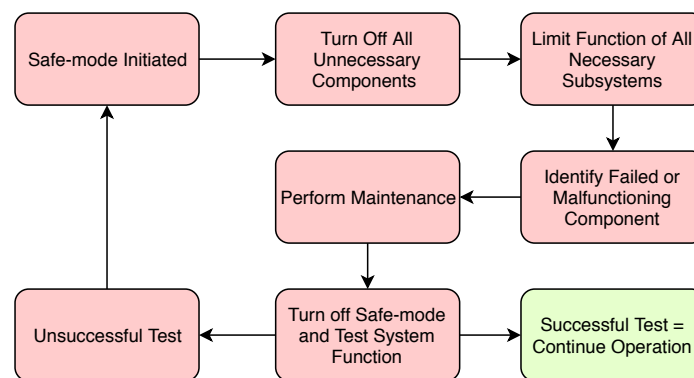 Safe-mode Initiated
Turn Off All
Unnecessary
Components
Limit Function of All
Necessary
Subsystems
Identify Failed or
Malfunctioning
Component
Perform Maintenance
Turn off Safe-mode
and Test System
Function
Unsuccessful Test
Successful Test =
Continue Operation